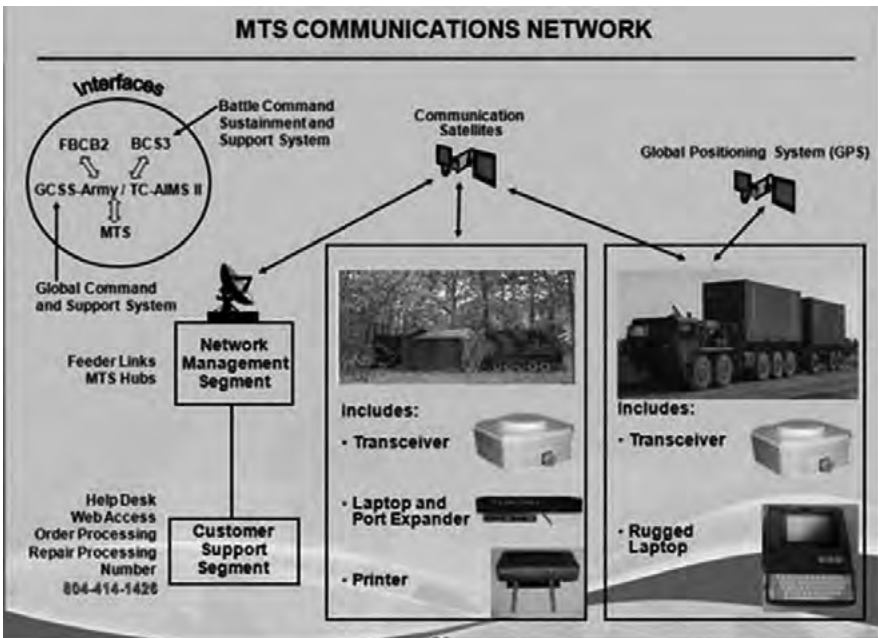 MTS COMMUNICATIONS NETWORK
Interfaces
FBCB2 BCS3
GCSS-Army / TC-AIMS II
MTS
Battle Command
Sustainment and
Support System
Global Command
and Support System
Communication
Satellites
Global Positioning System (GPS)
Feeder Links
MTS Hubs
Network
Management
Segment
Help Desk
Web Access
Order Processing
Repair Processing
Number
804-414-1426
Customer
Support
Segment
includes:
· Transceiver
· Laptop and
Port Expander
· Printer
includes:
· Transceiver
· Rugged
Laptop